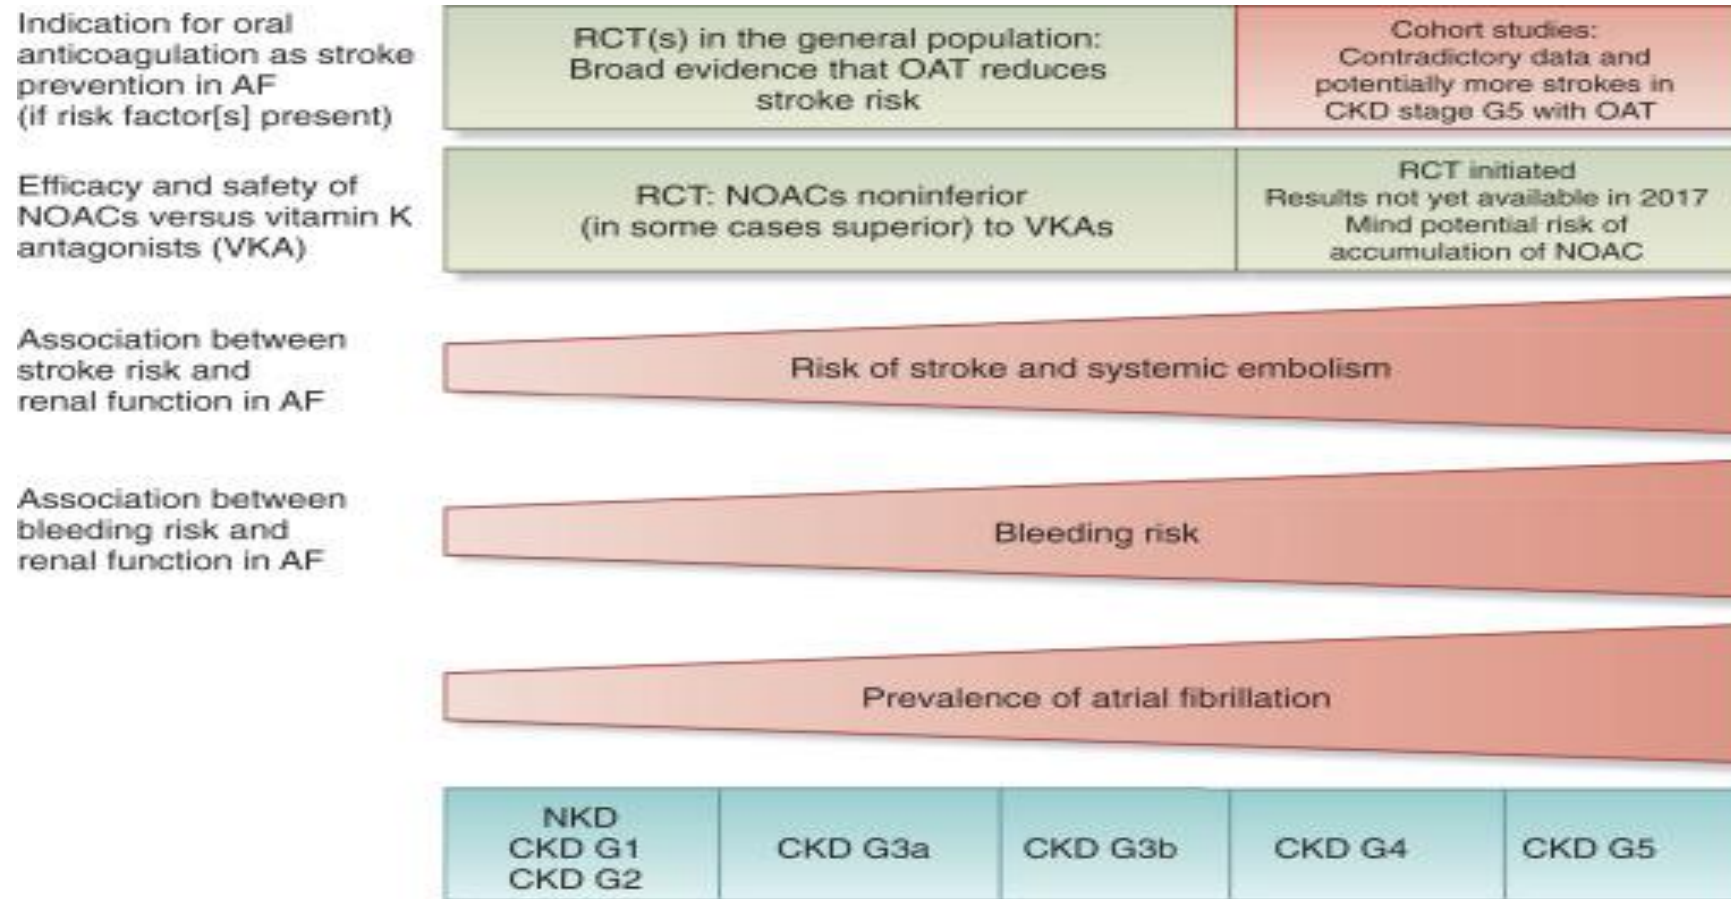 Indication for oral
anticoagulation as stroke
prevention in AF
(if risk factor[s] present)
RCT(s) in the general population:
Broad evidence that OAT reduces
stroke risk
Cohort studies:
Contradictory data and
potentially more strokes in
CKD stage G5 with OAT
Efficacy and safety of
NOACs versus vitamin K
antagonists (VKA)
RCT: NOACs noninferior
(in some cases superior) to VKAs
RCT initiated
Results not yet available in 2017
Mind potential risk of
accumulation of NOAC
Association between
stroke risk and
renal function in AF
Risk of stroke and systemic embolism
Association between
bleeding risk and
renal function in AF
Bleeding risk
Prevalence of atrial fibrillation
NKD
CKD G1
CKD G2
CKD G3a
CKD G3b
CKD G4
CKD G5